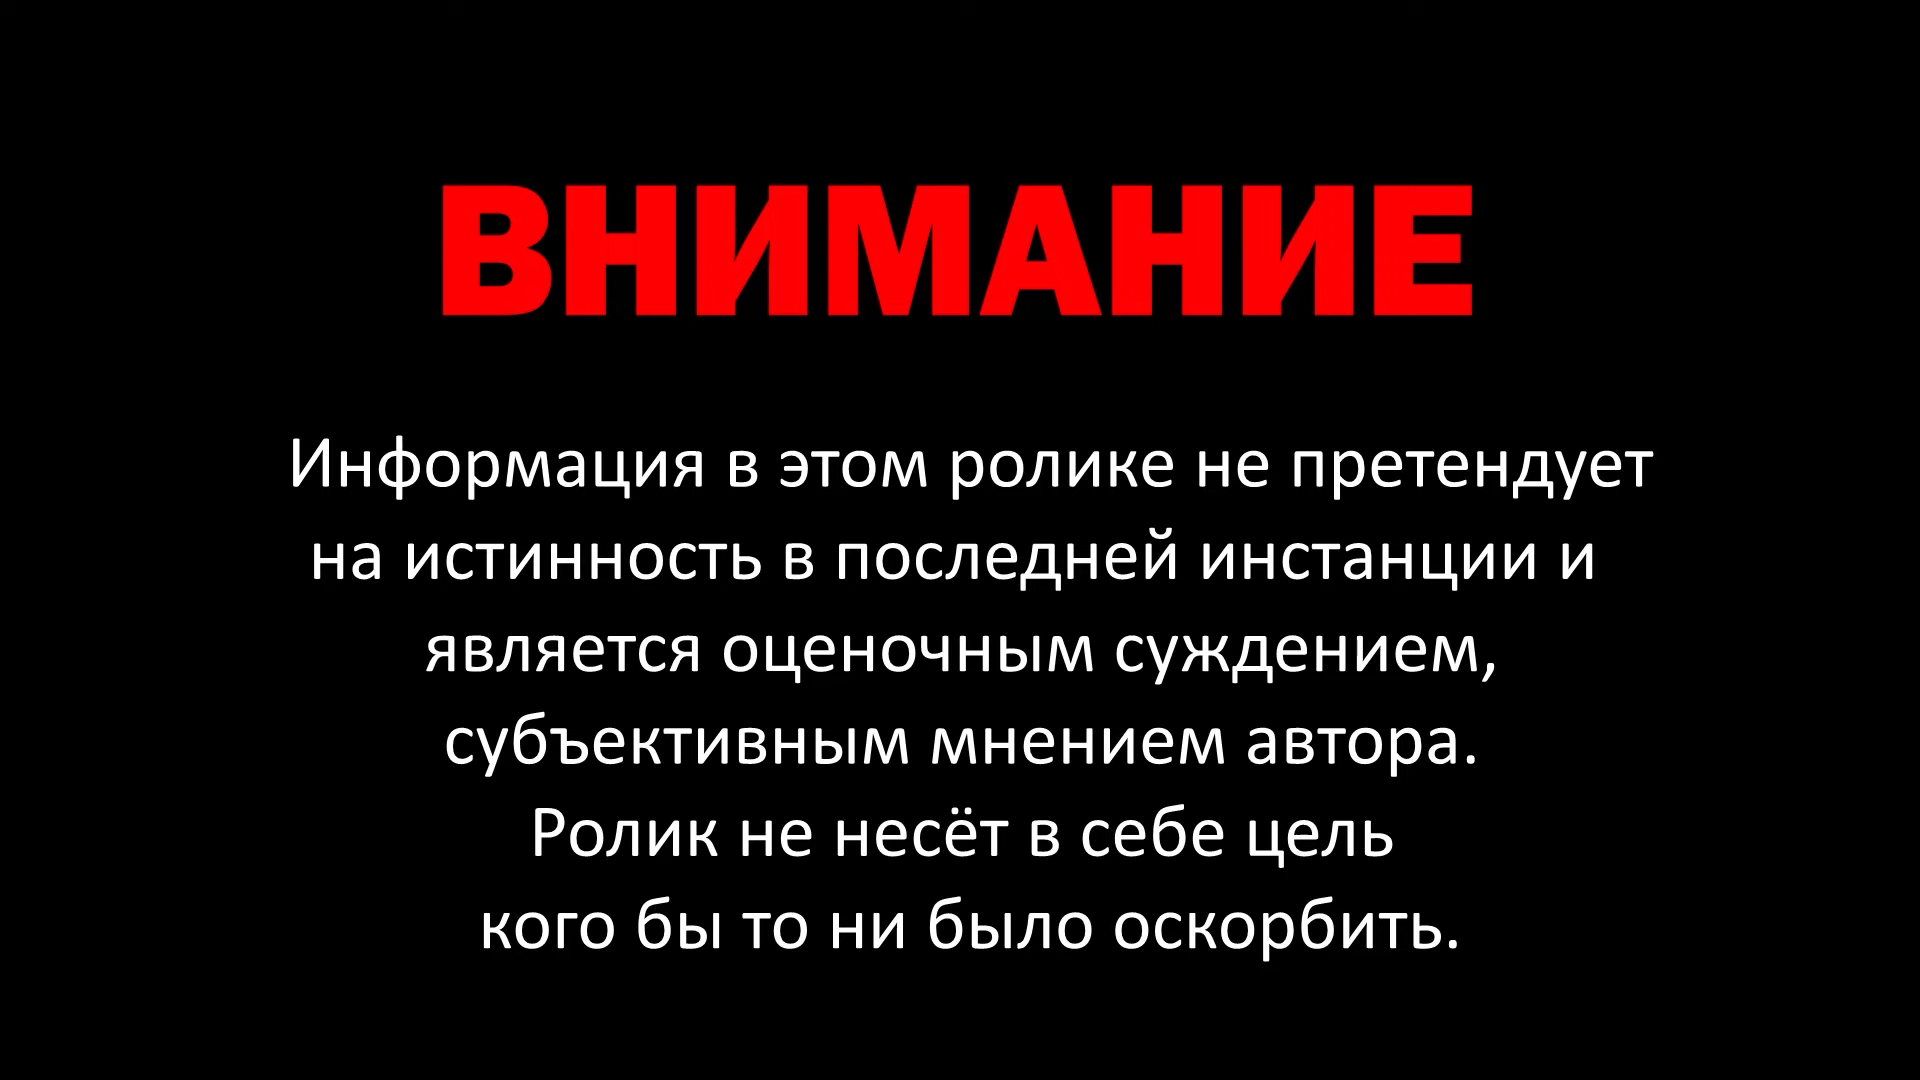 ВНИМАНИЕ
Информация в этом ролике не претендует
на истинность в последней инстанции и
является оценочным суждением,
субъективным мнением автора.
Ролик не несёт в себе цель
кого бы то ни было оскорбить.